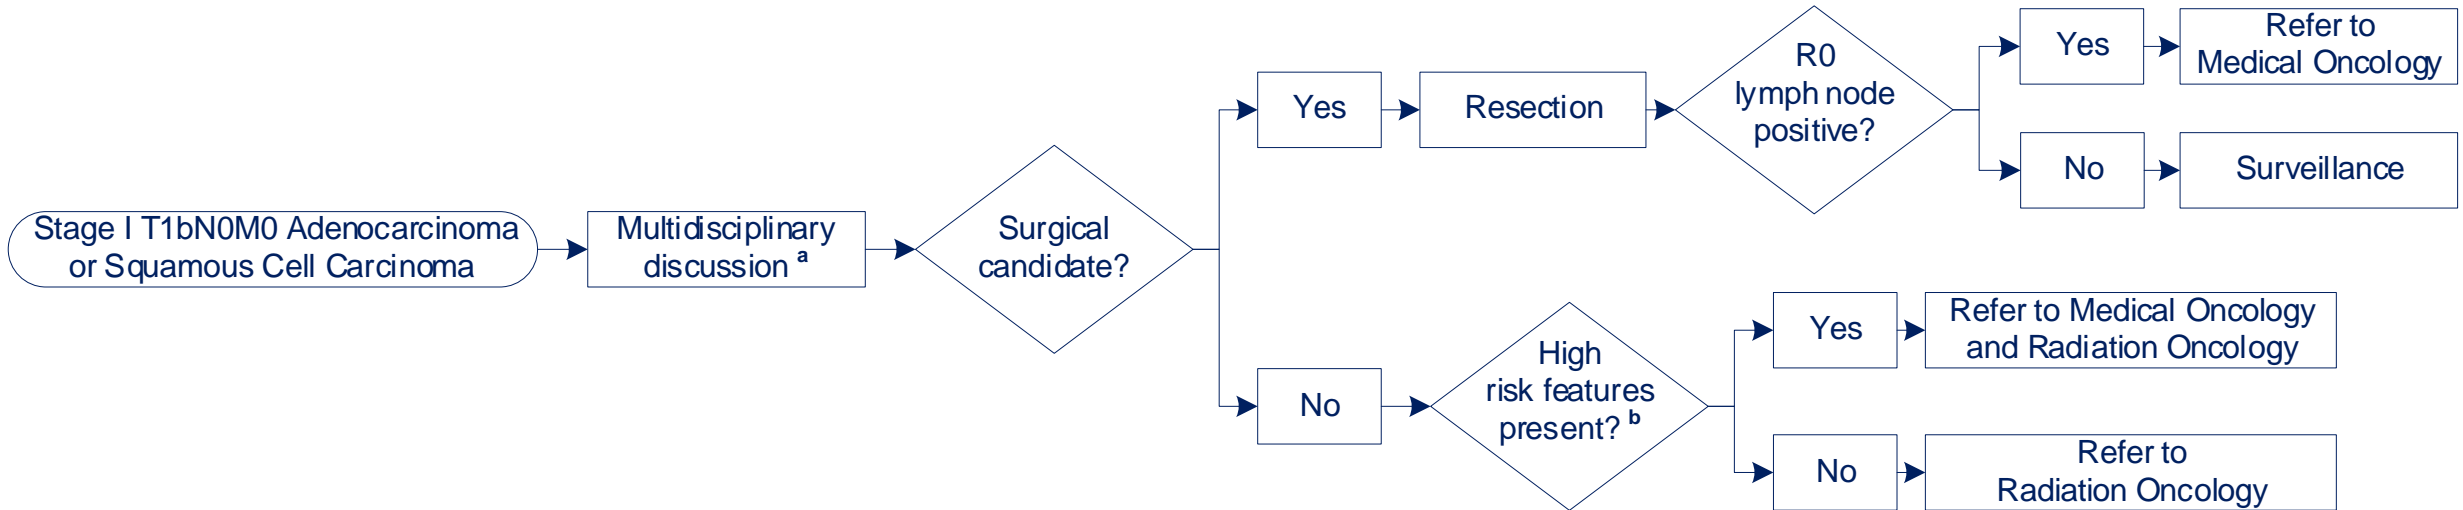 Stage I T1bN0M0 Adenocarcinoma
or Squamous Cell Carcinoma
Multidisciplinary
discussion a
Surgical
candidate?
Yes
Resection
R0
lymph node
positive?
Yes
Refer to
Medical Oncology
No
Surveillance
No
High
risk features
present? b
Yes
Refer to Medical Oncology
and Radiation Oncology
No
Refer to
Radiation Oncology